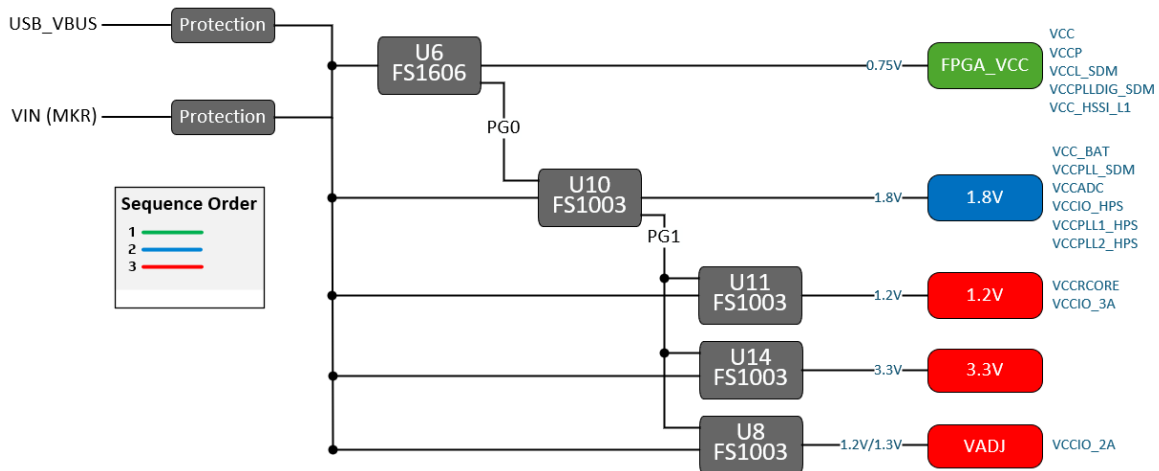 USB_VBUS
Protection
VIN (MKR)
Protection
U6
FS1606
0.75V
FPGA_VCC
VCC
VCCP
VCCL_SDM
VCCPLLDIG_SDM
VCC_HSSI_L1
PG0
U10
FS1003
1.8V
1.8V
VCC_BAT
VCCPLL_SDM
VCCADC
VCCIO_HPS
VCCPLL1_HPS
VCCPLL2_HPS
Sequence Order
1
2
3
PG1
U11
FS1003
1.2V
1.2V
VCCRCORE
VCCIO_3A
U14
FS1003
3.3V
3.3V
U8
FS1003
1.2V/1.3V
VADJ
VCCIO_2A